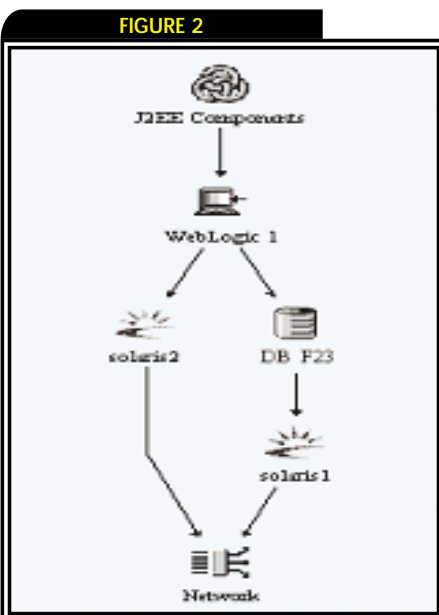 FIGURE 2
J2EE Components
WebLogic 1
solaris2
DB F23
solaris1
Network